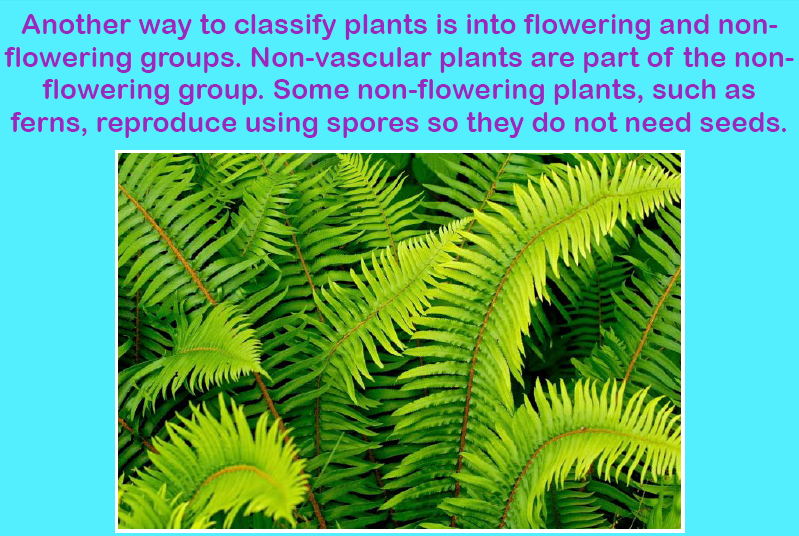 Another way to classify plants is into flowering and non-
flowering groups. Non-vascular plants are part of the non-
flowering group. Some non-flowering plants, such as
ferns, reproduce using spores so they do not need seeds.